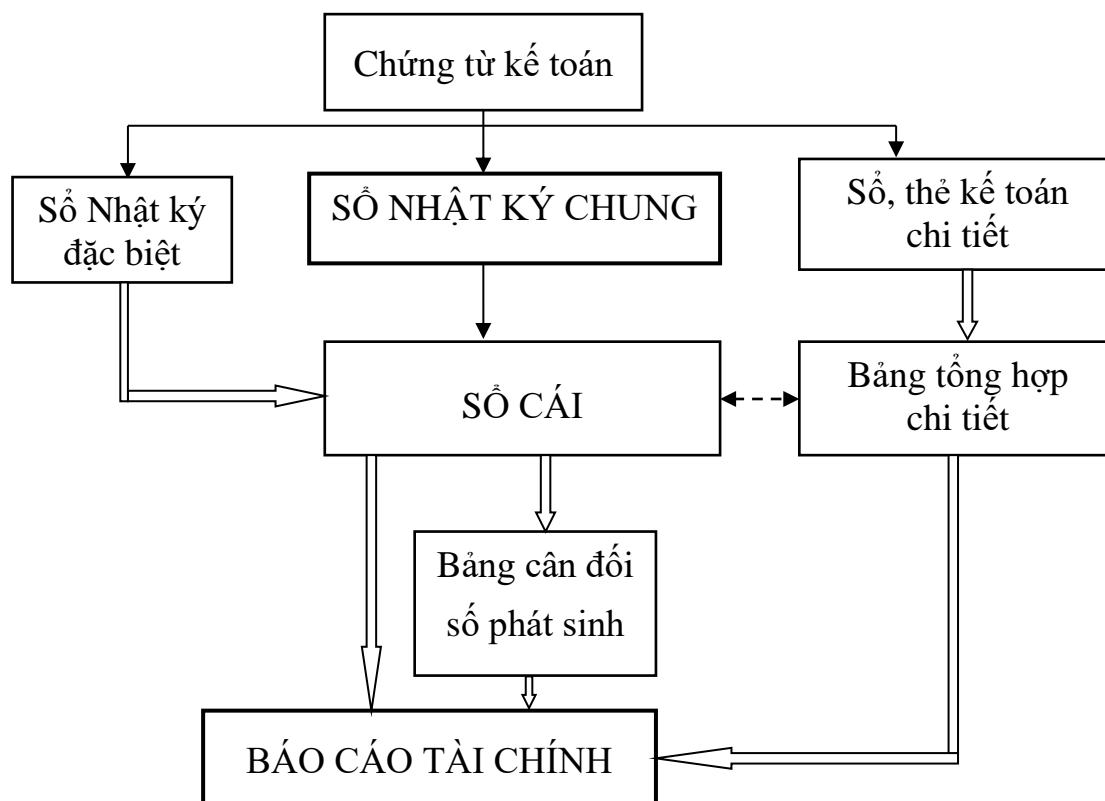 Chứng từ kế toán
Sổ Nhật ký
đặc biệt
SỔ NHẬT KÝ CHUNG
Sổ, thẻ kế toán
chi tiết
SỔ CÁI
Bảng tổng hợp
chi tiết
Bảng cân đối
số phát sinh
BÁO CÁO TÀI CHÍNH